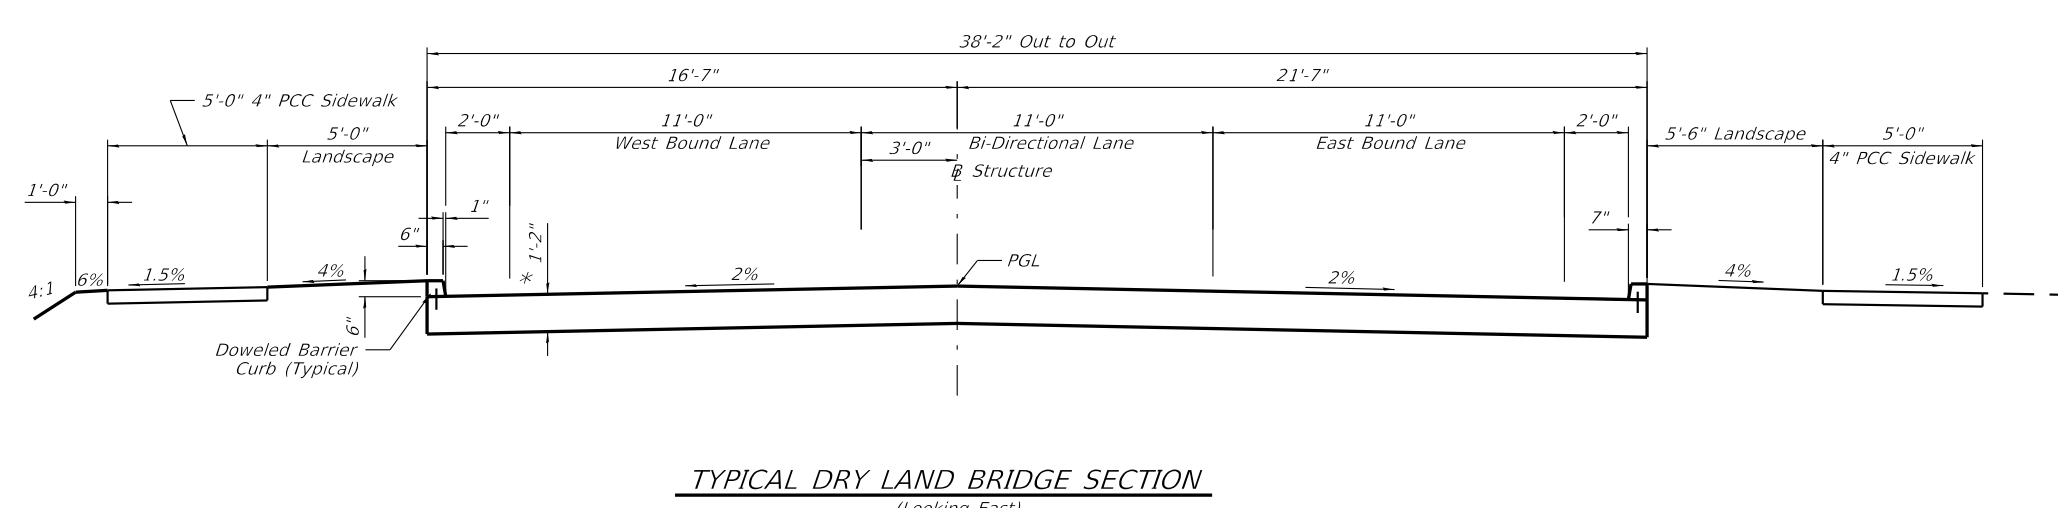 38'-2" Out to Out
16'-7"
21'-7"
5'-0" 4" PCC Sidewalk
5'-0"
Landscape
2'-0"
11'-0"
West Bound Lane
11'-0"
Bi-Directional Lane
11'-0"
East Bound Lane
2'-0"
5'-6" Landscape
5'-0"
4" PCC Sidewalk
3'-0"
℄ Structure
1'-0"
1"
6"
* 1'-2"
7"
PGL
4:1
6%
1.5%
4%
2%
2%
4%
1.5%
6"
Doweled Barrier
Curb (Typical)
TYPICAL DRY LAND BRIDGE SECTION
(Looking East)